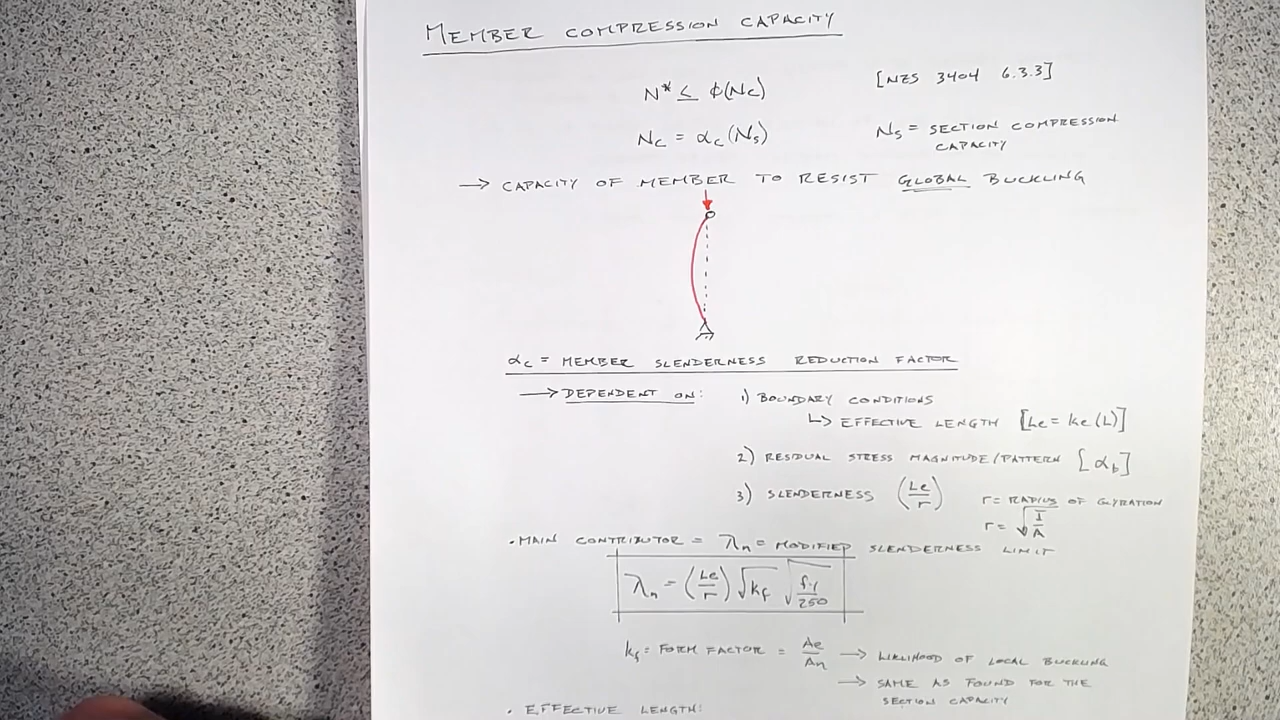 MEMBER COMPRESSION CAPACITY
N* ≤ ϕ(Nc) [NZS 3404 6.3.3]
Nc = αc(Ns) Ns = SECTION COMPRESSION
CAPACITY
→ CAPACITY OF MEMBER TO RESIST GLOBAL BUCKLING
αc = MEMBER SLENDERNESS REDUCTION FACTOR
→ DEPENDENT ON: 1) BOUNDARY CONDITIONS
↳ EFFECTIVE LENGTH [Le = ke(L)]
2) RESIDUAL STRESS MAGNITUDE/PATTERN [αb]
3) SLENDERNESS (Le/r) r = RADIUS OF GYRATION
r = √(I/A)
· MAIN CONTRIBUTOR = λn = MODIFIED SLENDERNESS LIMIT
λn = (Le/r) √kf √(fy/250)
kf = FORM FACTOR = Ae/An → LIKLIHOOD OF LOCAL BUCKLING
→ SAME AS FOUND FOR THE
SECTION CAPACITY
· EFFECTIVE LENGTH: